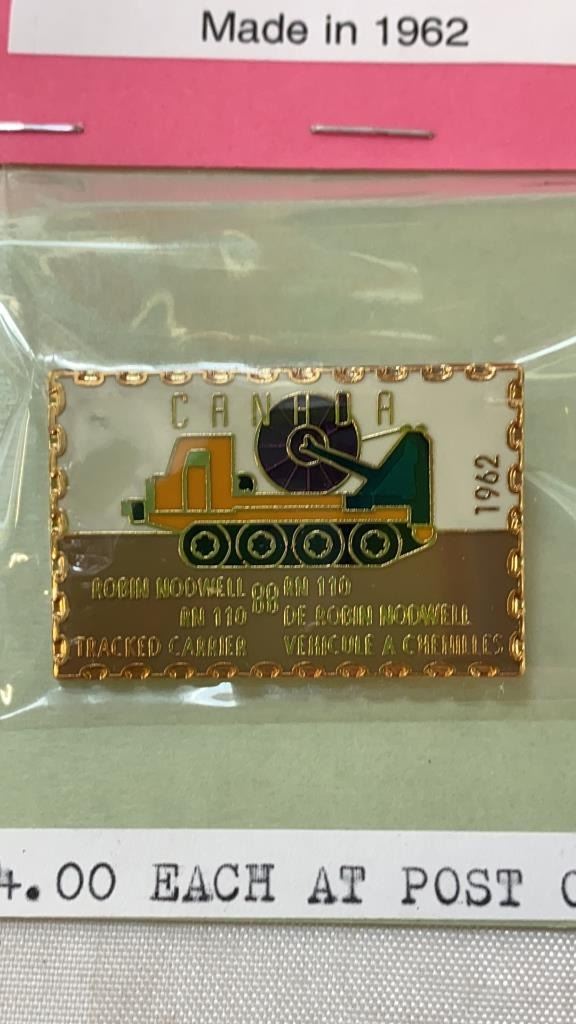 Made in 1962
CANADA
1962
ROBIN NODWELL 88 RN 110
RN 110 DE ROBIN NODWELL
TRACKED CARRIER VEHICULE A CHENILLES
4.00 EACH AT POST